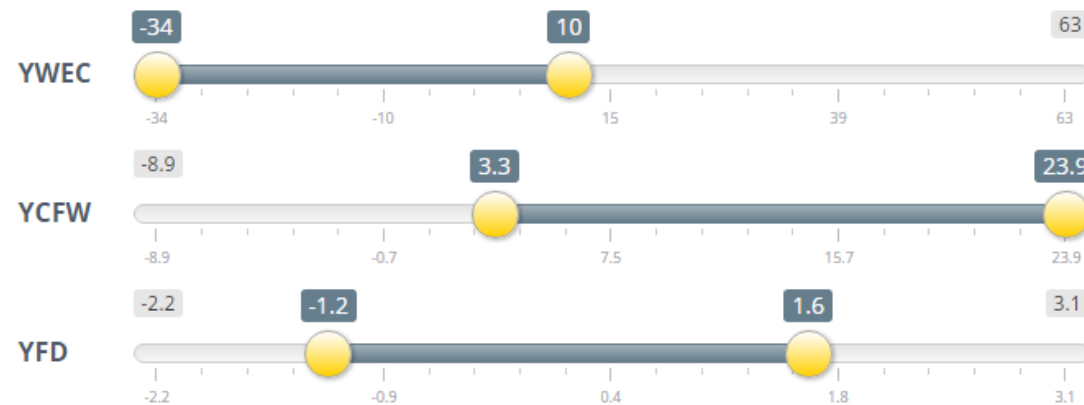 -34 10 63
YWEC
-34 -10 15 39 63
-8.9 3.3 23.9
YCFW
-8.9 -0.7 7.5 15.7 23.9
-2.2 -1.2 1.6 3.1
YFD
-2.2 -0.9 0.4 1.8 3.1